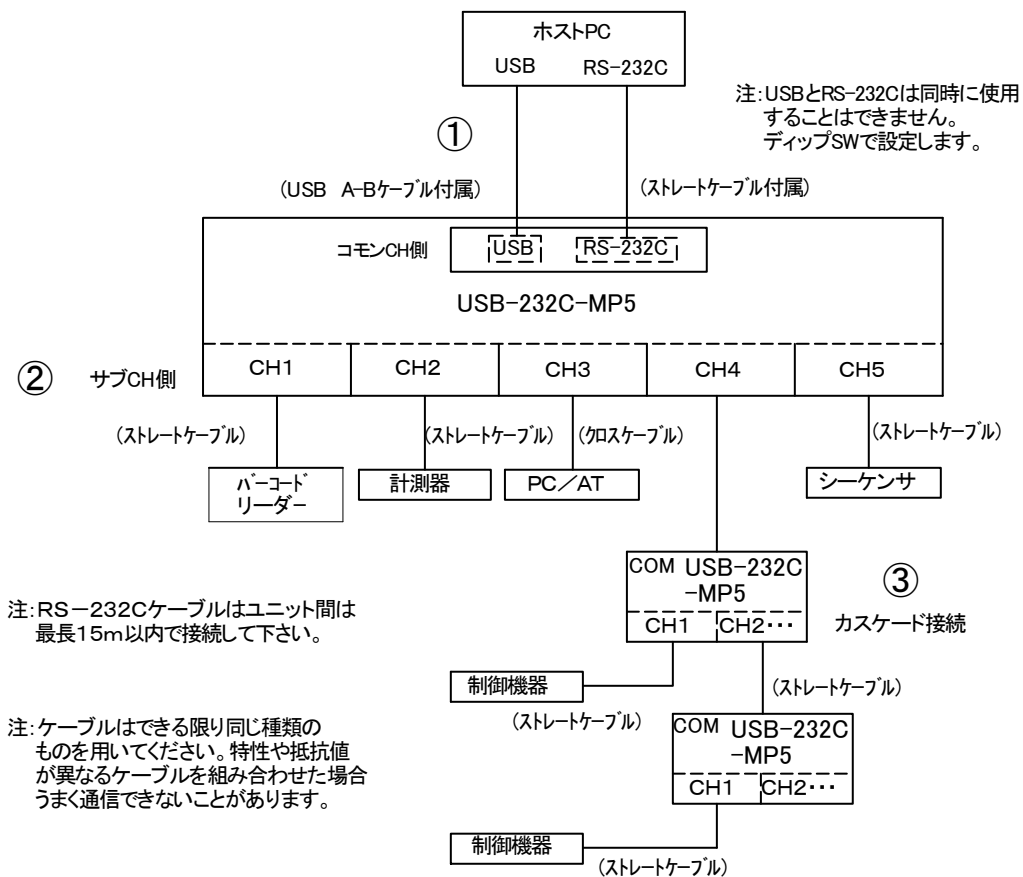 ホストPC
USB RS-232C
注:USBとRS-232Cは同時に使用
することはできません。
ディップSWで設定します。
①
(USB A-Bケーブル付属)
(ストレートケーブル付属)
コモンCH側
USB
RS-232C
USB-232C-MP5
② サブCH側
CH1
CH2
CH3
CH4
CH5
(ストレートケーブル)
(ストレートケーブル)
(クロスケーブル)
(ストレートケーブル)
バーコード
リーダー
計測器
PC/AT
シーケンサ
COM USB-232C
-MP5
CH1 CH2・・・
③
カスケード接続
注:RS-232Cケーブルはユニット間は
最長15m以内で接続して下さい。
制御機器
(ストレートケーブル)
(ストレートケーブル)
注:ケーブルはできる限り同じ種類の
ものを用いてください。特性や抵抗値
が異なるケーブルを組み合わせた場合
うまく通信できないことがあります。
COM USB-232C
-MP5
CH1 CH2・・・
制御機器
(ストレートケーブル)